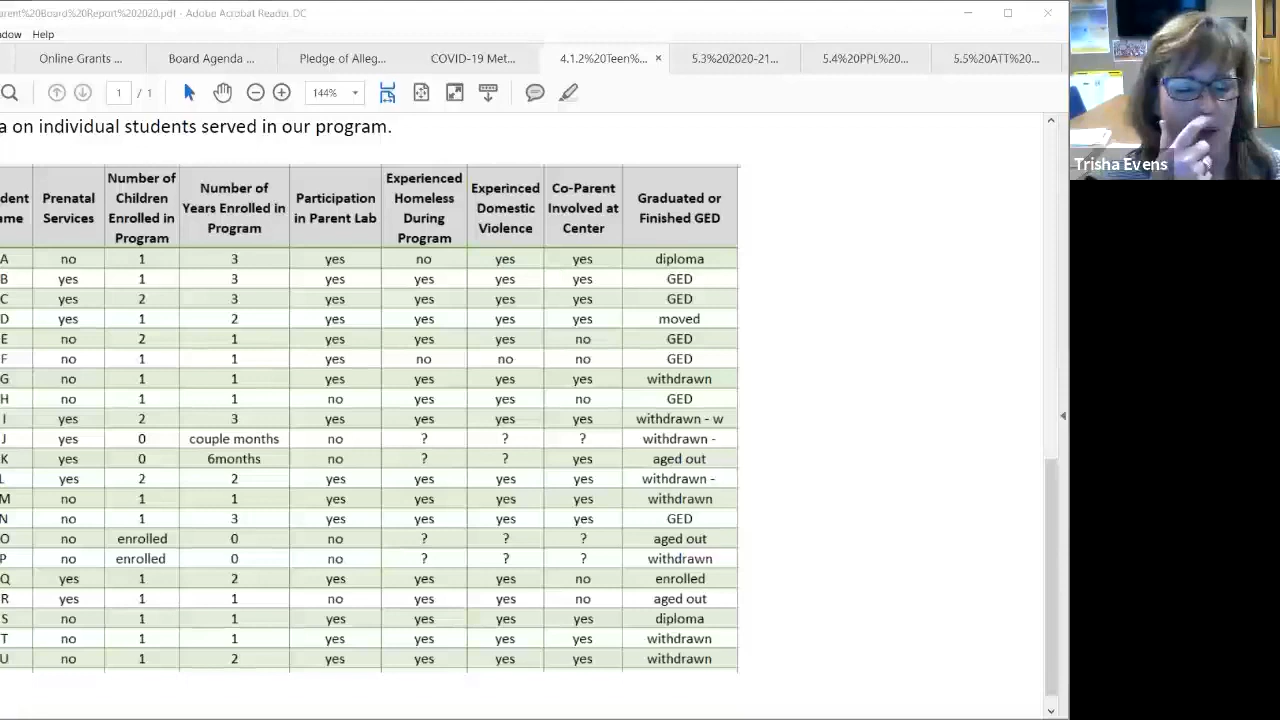 arent%20Board%20Report%202020.pdf - Adobe Acrobat Reader DC
ndow Help
Online Grants ... Board Agenda ... Pledge of Alleg... OVID-19 Met... 4.1.2%20Teen%... × 5.3%202020-21... 5.4%20PPL%20... 5.5%20ATT%20...
1 / 1 144%
a on individual students served in our program.
dent ame Prenatal Services Number of Children Enrolled in Program Number of Years Enrolled in Program Participation in Parent Lab Experienced Homeless During Program Experinced Domestic Violence Co-Parent Involved at Center Graduated or Finished GED
A no 1 3 yes no yes yes diploma
B yes 1 3 yes yes yes yes GED
C yes 2 3 yes yes yes yes GED
D yes 1 2 yes yes yes yes moved
E no 2 1 yes yes yes no GED
F no 1 1 yes no no no GED
G no 1 1 yes yes yes yes withdrawn
H no 1 1 no yes yes no GED
I yes 2 3 yes yes yes yes withdrawn - w
J yes 0 couple months no ? ? ? withdrawn -
K yes 0 6months no ? ? yes aged out
L yes 2 2 yes yes yes yes withdrawn -
M no 1 1 yes yes yes yes withdrawn
N no 1 3 yes yes yes yes GED
O no enrolled 0 no ? ? ? aged out
P no enrolled 0 no ? ? ? withdrawn
Q yes 1 2 yes yes yes no enrolled
R yes 1 1 no yes yes no aged out
S no 1 1 yes yes yes yes diploma
T no 1 1 yes yes yes yes withdrawn
U no 1 2 yes yes yes yes withdrawn
Trisha Evens